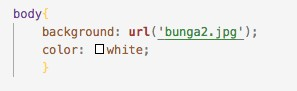 body{
    background: url('bunga2.jpg');
    color: white;
    }